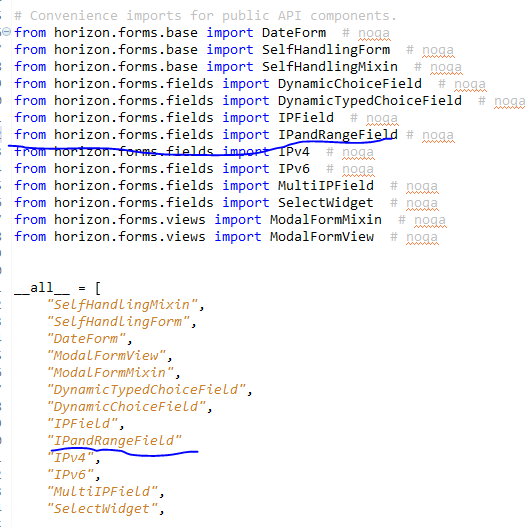 # Convenience imports for public API components.
from horizon.forms.base import DateForm  # noqa
from horizon.forms.base import SelfHandlingForm  # noqa
from horizon.forms.base import SelfHandlingMixin  # noqa
from horizon.forms.fields import DynamicChoiceField  # noqa
from horizon.forms.fields import DynamicTypedChoiceField  # noqa
from horizon.forms.fields import IPField  # noqa
from horizon.forms.fields import IPandRangeField # noqa
from horizon.forms.fields import IPv4  # noqa
from horizon.forms.fields import IPv6  # noqa
from horizon.forms.fields import MultiIPField  # noqa
from horizon.forms.fields import SelectWidget  # noqa
from horizon.forms.views import ModalFormMixin  # noqa
from horizon.forms.views import ModalFormView  # noqa
__all__ = [
    "SelfHandlingMixin",
    "SelfHandlingForm",
    "DateForm",
    "ModalFormView",
    "ModalFormMixin",
    "DynamicTypedChoiceField",
    "DynamicChoiceField",
    "IPField",
    "IPandRangeField"
    "IPv4",
    "IPv6",
    "MultiIPField",
    "SelectWidget",